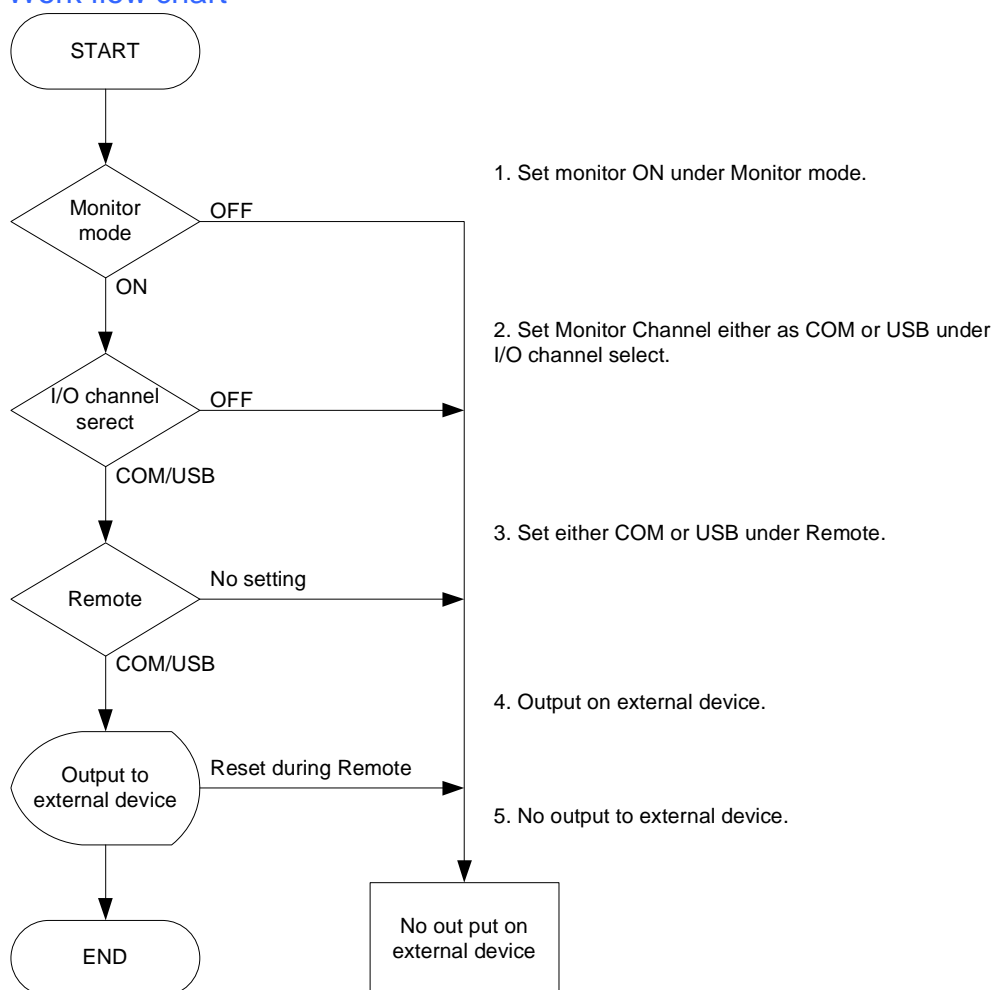 Work flow chart
START
1. Set monitor ON under Monitor mode.
Monitor
mode
OFF
ON
2. Set Monitor Channel either as COM or USB under
I/O channel select.
I/O channel
serect
OFF
COM/USB
3. Set either COM or USB under Remote.
No setting
Remote
COM/USB
4. Output on external device.
Output to
external device
Reset during Remote
5. No output to external device.
No out put on
external device
END